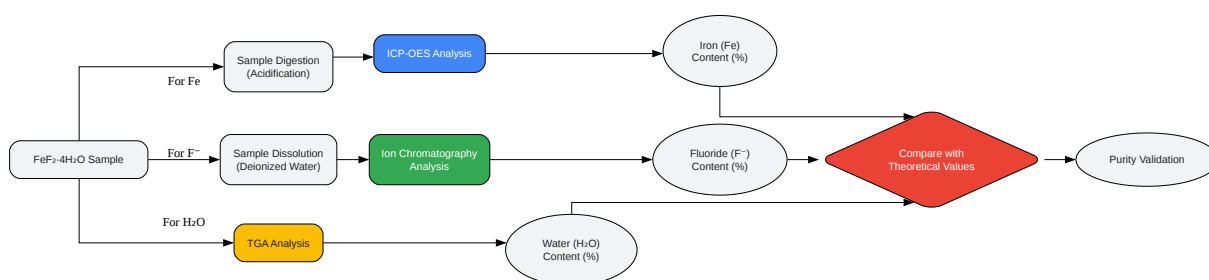 Sample Digestion
(Acidification)
ICP-OES Analysis
Iron (Fe)
Content (%)
For Fe
FeF₂·4H₂O Sample
For F⁻
Sample Dissolution
(Deionized Water)
Ion Chromatography
Analysis
Fluoride (F⁻)
Content (%)
Compare with
Theoretical Values
Purity Validation
For H₂O
TGA Analysis
Water (H₂O)
Content (%)